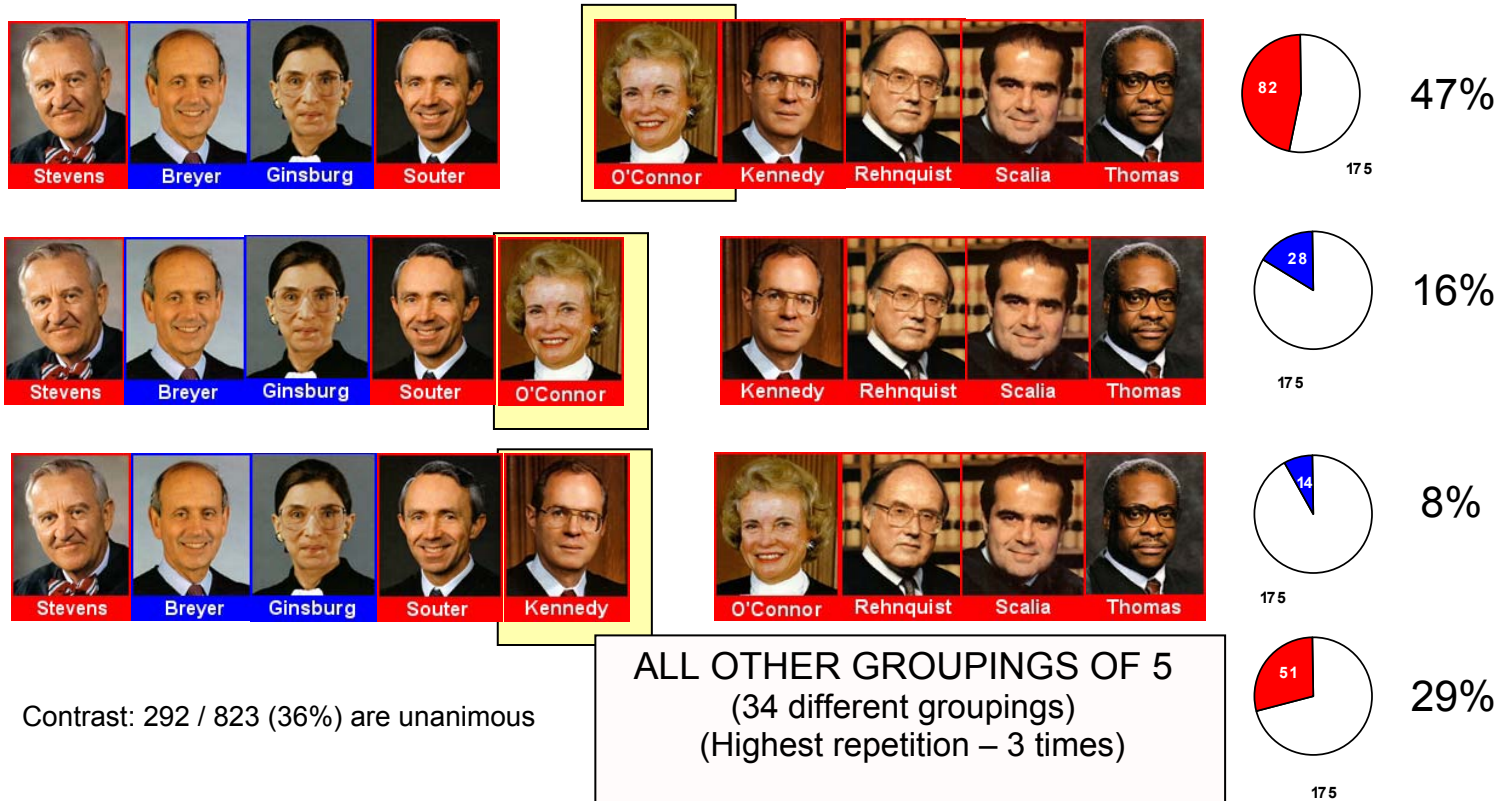 Stevens Breyer Ginsburg Souter O'Connor Kennedy Rehnquist Scalia Thomas
82
175
47%
Stevens Breyer Ginsburg Souter O'Connor Kennedy Rehnquist Scalia Thomas
28
175
16%
Stevens Breyer Ginsburg Souter Kennedy O'Connor Rehnquist Scalia Thomas
14
175
8%
Contrast: 292 / 823 (36%) are unanimous
ALL OTHER GROUPINGS OF 5
(34 different groupings)
(Highest repetition – 3 times)
51
175
29%